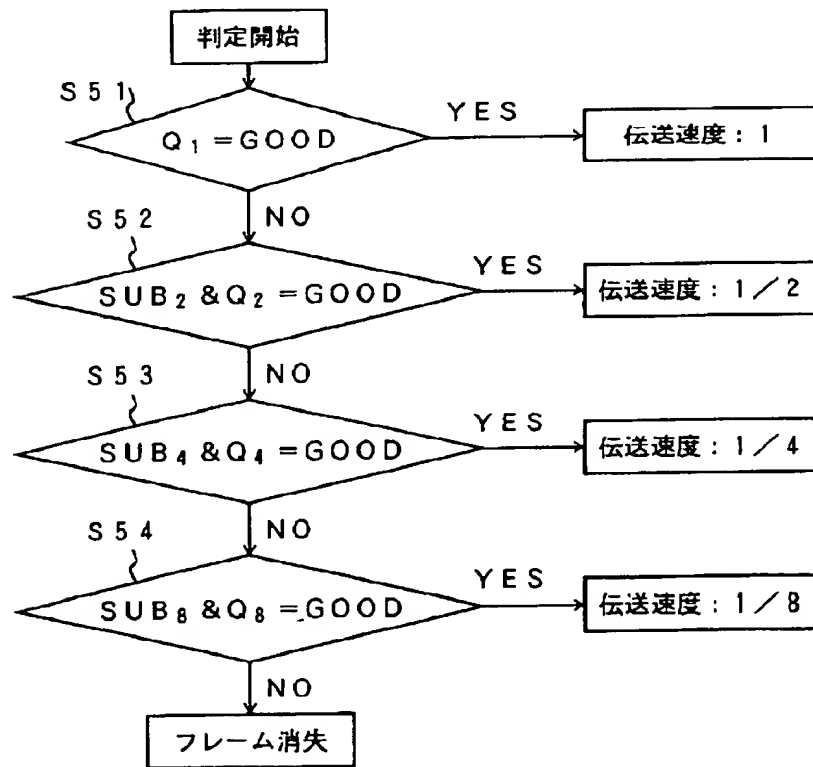 判定開始
S51
Q₁=GOOD
YES
伝送速度:1
NO
S52
SUB₂&Q₂=GOOD
YES
伝送速度:1/2
NO
S53
SUB₄&Q₄=GOOD
YES
伝送速度:1/4
NO
S54
SUB₈&Q₈=GOOD
YES
伝送速度:1/8
NO
フレーム消失